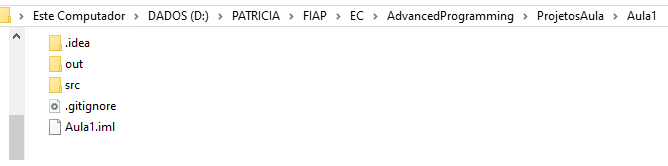 Este Computador > DADOS (D:) > PATRICIA > FIAP > EC > AdvancedProgramming > ProjetosAula > Aula1
.idea
out
src
.gitignore
Aula1.iml